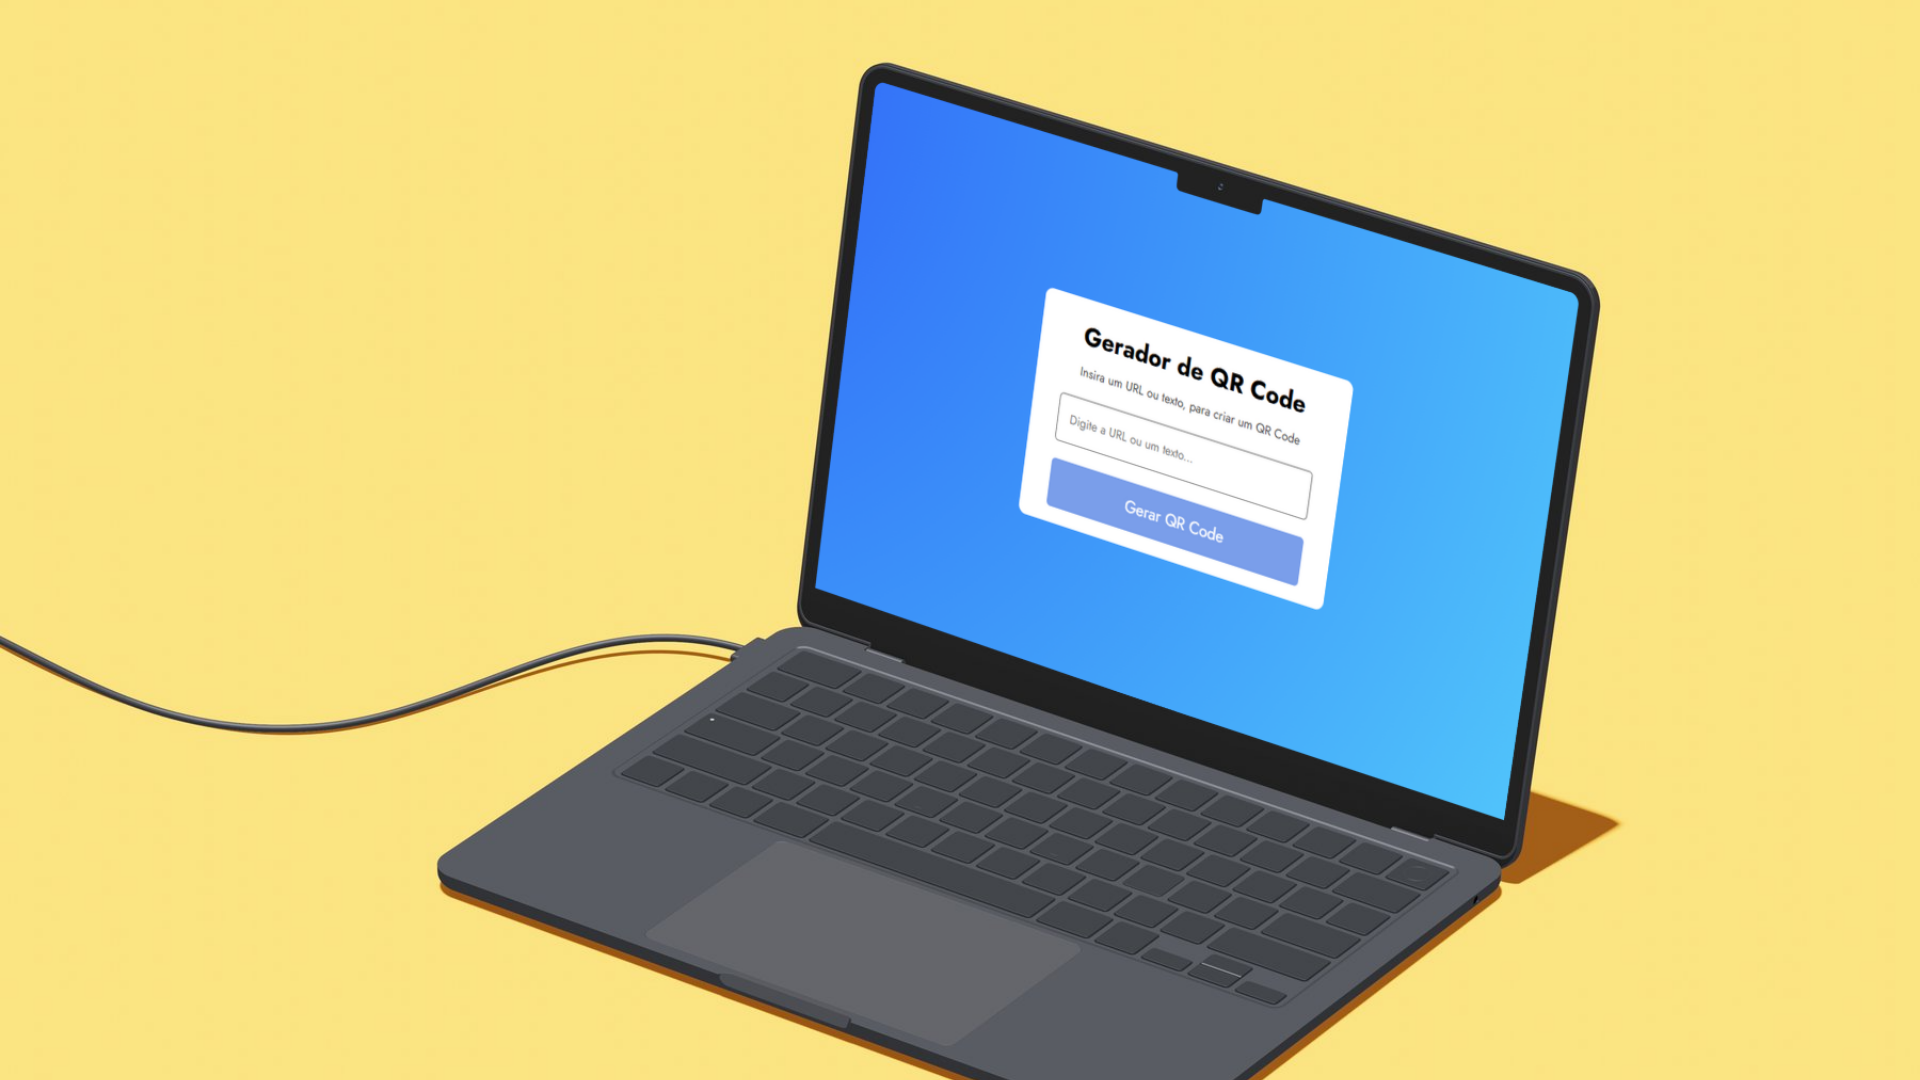 Gerador de QR Code
Insira um URL ou texto, para criar um QR Code
Digite a URL ou um texto...
Gerar QR Code